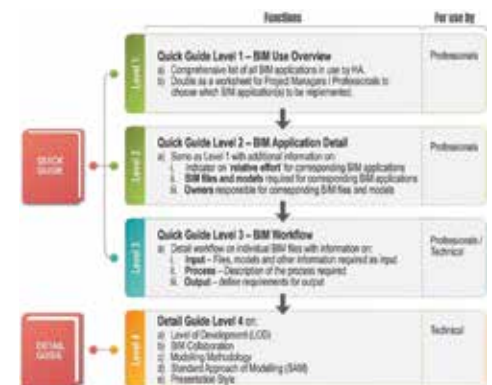 Functions
For use by
Level 1
Quick Guide Level 1 – BIM Use Overview
a) Comprehensive list of all BIM applications in use by HA.
b) Double as a worksheet for Project Managers / Professionals to
choose which BIM application(s) to be implemented.
Professionals
QUICK
GUIDE
Level 2
Quick Guide Level 2 – BIM Application Detail
a) Same as Level 1 with additional information on:
i. Indicator on 'relative effort' for corresponding BIM applications
ii. BIM files and models required for corresponding BIM applications
iii. Owners responsible for corresponding BIM files and models
Professionals
Level 3
Quick Guide Level 3 – BIM Workflow
a) Detail workflow on individual BIM files with information on:
i. Input – Files, models and other information required as input
ii. Process – Description of the process required
iii. Output – define requirements for output
Professionals /
Technical
DETAIL
GUIDE
Level 4
Detail Guide Level 4 on:
a) Level of Development (LOD)
b) BIM Collaboration
c) Modelling Methodology
d) Standard Approach of Modelling (SAM)
e) Presentation Style
Technical